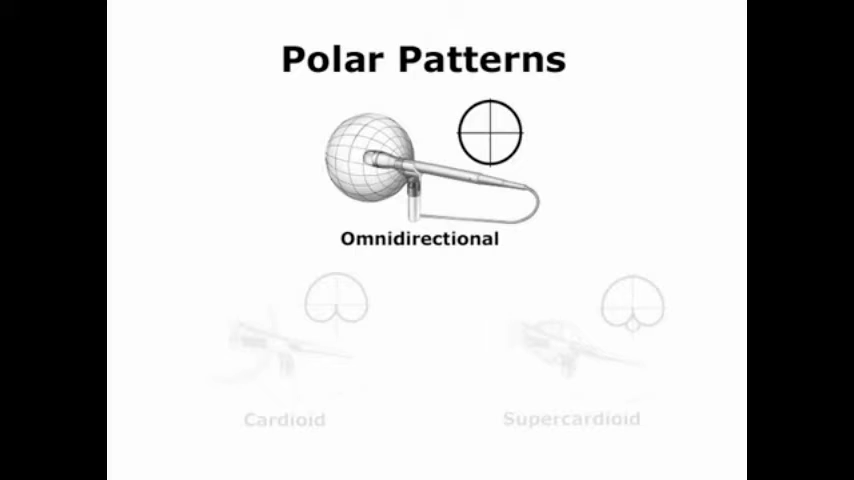 Polar Patterns
Omnidirectional
Cardioid
Supercardioid